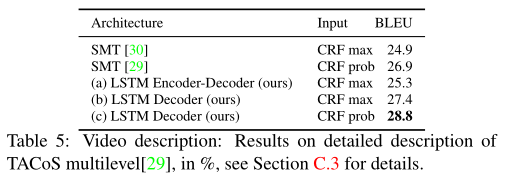 Architecture Input BLEU
SMT [30] CRF max 24.9
SMT [29] CRF prob 26.9
(a) LSTM Encoder-Decoder (ours) CRF max 25.3
(b) LSTM Decoder (ours) CRF max 27.4
(c) LSTM Decoder (ours) CRF prob 28.8
Table 5: Video description: Results on detailed description of
TACoS multilevel[29], in %, see Section C.3 for details.